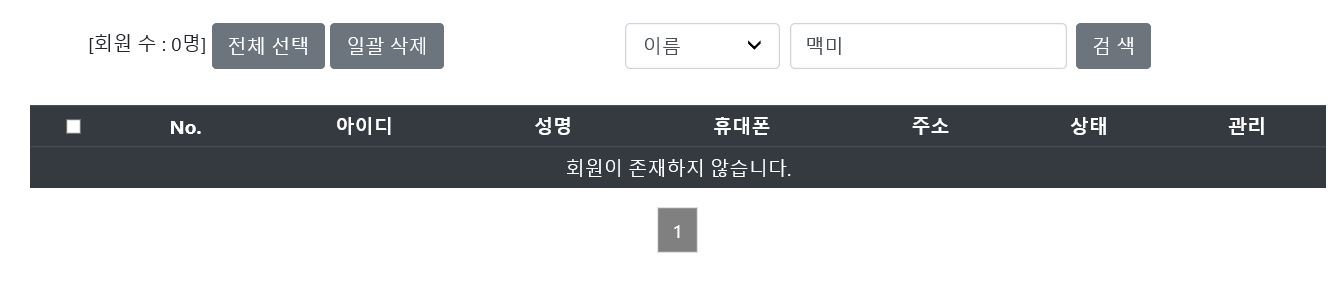 [회원 수 : 0명] 전체 선택 일괄 삭제 이름 맥미 검 색
No. 아이디 성명 휴대폰 주소 상태 관리
회원이 존재하지 않습니다.
1